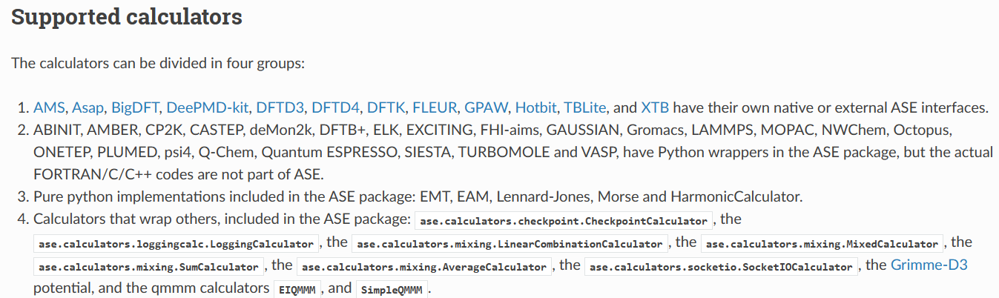 Supported calculators
The calculators can be divided in four groups:
1. AMS, Asap, BigDFT, DeePMD-kit, DFTD3, DFTD4, DFTK, FLEUR, GPAW, Hotbit, TBLite, and XTB have their own native or external ASE interfaces.
2. ABINIT, AMBER, CP2K, CASTEP, deMon2k, DFTB+, ELK, EXCITING, FHI-aims, GAUSSIAN, Gromacs, LAMMPS, MOPAC, NWChem, Octopus,
ONETEP, PLUMED, psi4, Q-Chem, Quantum ESPRESSO, SIESTA, TURBOMOLE and VASP, have Python wrappers in the ASE package, but the actual
FORTRAN/C/C++ codes are not part of ASE.
3. Pure python implementations included in the ASE package: EMT, EAM, Lennard-Jones, Morse and HarmonicCalculator.
4. Calculators that wrap others, included in the ASE package: ase.calculators.checkpoint.CheckpointCalculator, the
ase.calculators.loggingcalc.LoggingCalculator, the ase.calculators.mixing.LinearCombinationCalculator, the ase.calculators.mixing.MixedCalculator, the
ase.calculators.mixing.SumCalculator, the ase.calculators.mixing.AverageCalculator, the ase.calculators.socketio.SocketIOCalculator, the Grimme-D3
potential, and the qmmm calculators EIQMMM, and SimpleQMMM.